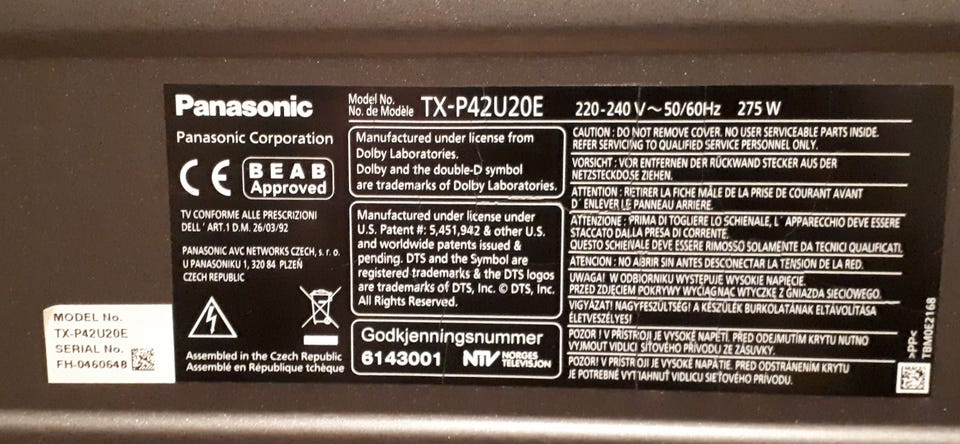 Panasonic
Panasonic Corporation
CE
BEAB
Approved
TV CONFORME ALLE PRESCRIZIONI
DELL' ART.1 D.M. 26/03/92
PANASONIC AVC NETWORKS CZECH, s. r. o.
U PANASONIKU 1, 320 84 PLZEŇ
CZECH REPUBLIC
Assembled in the Czech Republic
Assemblé en République tchèque
MODEL No.
TX-P42U20E
SERIAL No.
FH-0460648
Model No.
No. de Modèle TX-P42U20E 220-240 V~50/60Hz 275 W
Manufactured under license from
Dolby Laboratories.
Dolby and the double-D symbol
are trademarks of Dolby Laboratories.
Manufactured under license under
U.S. Patent #: 5,451,942 & other U.S.
and worldwide patents issued &
pending. DTS and the Symbol are
registered trademarks & the DTS logos
are trademarks of DTS, Inc. © DTS, Inc.
All Rights Reserved.
Godkjenningsnummer
6143001 NTV NORGES
TELEVISJON
CAUTION : DO NOT REMOVE COVER. NO USER SERVICEABLE PARTS INSIDE.
REFER SERVICING TO QUALIFIED SERVICE PERSONNEL ONLY.
VORSICHT : VOR ENTFERNEN DER RÜCKWAND STECKER AUS DER
NETZSTECKDOSE ZIEHEN.
ATTENTION : RETIRER LA FICHE MÂLE DE LA PRISE DE COURANT AVANT
D' ENLEVER LE PANNEAU ARRIERE.
ATTENZIONE : PRIMA DI TOGLIERE LO SCHIENALE, L' APPARECCHIO DEVE ESSERE
STACCATO DALLA PRESA DI CORRENTE.
QUESTO SCHIENALE DEVE ESSERE RIMOSSO SOLAMENTE DA TECNICI QUALIFICATI.
ATENCION : NO ABRIR SIN ANTES DESCONECTAR LA TENSION DE LA RED.
UWAGA! W ODBIORNIKU WYSTĘPUJE WYSOKIE NAPIĘCIE.
PRZED ZDJĘCIEM POKRYWY WYCIĄGNĄĆ WTYCZKĘ Z GNIAZDA SIECIOWEGO.
VIGYÁZAT! NAGYFESZÜLTSÉG! A KÉSZÜLÉK BURKOLATÁNAK ELTÁVOLÍTÁSA
ÉLETVESZÉLYES!
POZOR ! V PŘÍSTROJI JE VYSOKÉ NAPĚTÍ. PŘED ODEJMUTÍM KRYTU NUTNO
VYJMOUT VIDLICI SÍŤOVÉHO PŘÍVODU ZE ZÁSUVKY.
POZOR! V PRÍSTROJI JE VYSOKÉ NAPÄTIE. PRED ODSTRÁNENÍM KRYTU
JE POTREBNÉ VYTIAHNUŤ VIDLICU SIEŤOVÉHO PRÍVODU.
>PP<
TBM0E2168